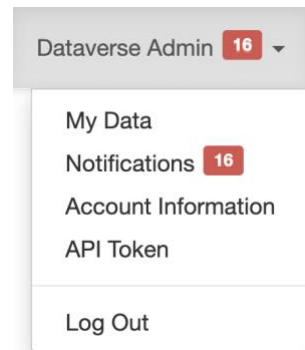 Dataverse Admin 16
My Data
Notifications 16
Account Information
API Token
Log Out